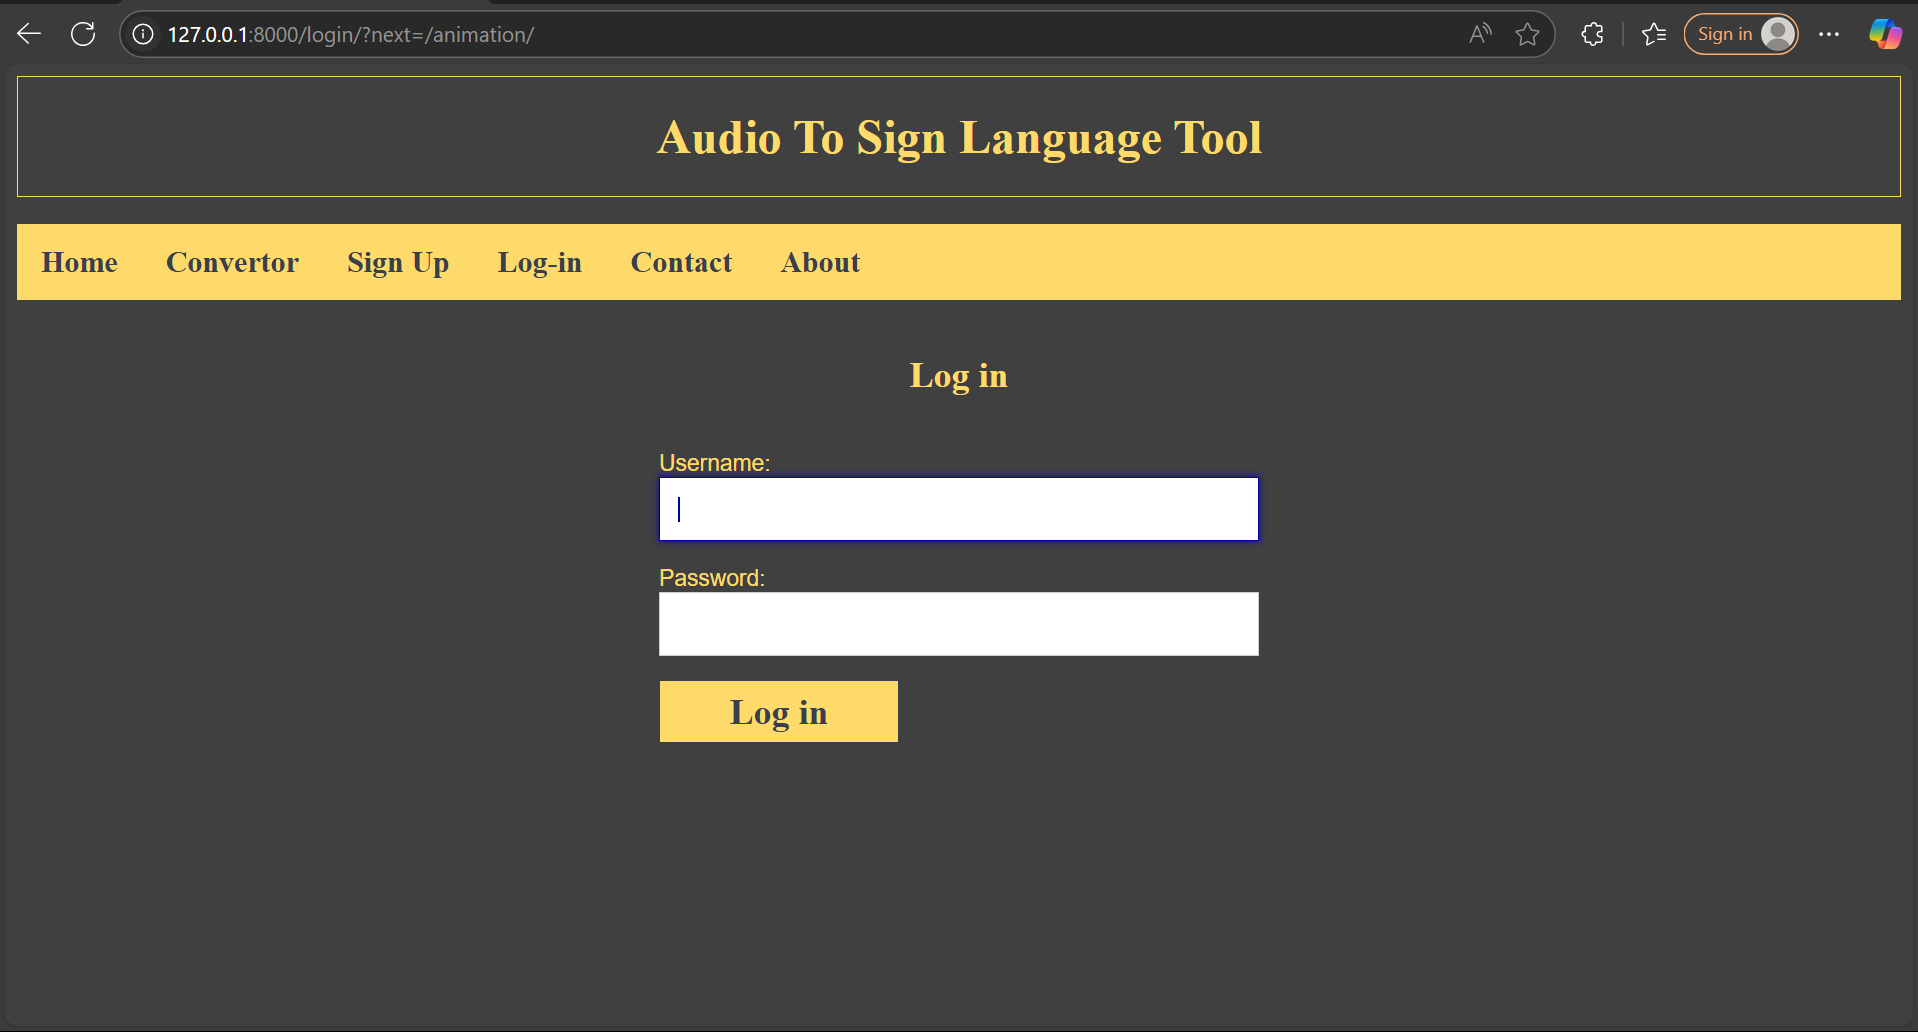 127.0.0.1:8000/login/?next=/animation/
Sign in
Audio To Sign Language Tool
Home Convertor Sign Up Log-in Contact About
Log in
Username:
Password:
Log in